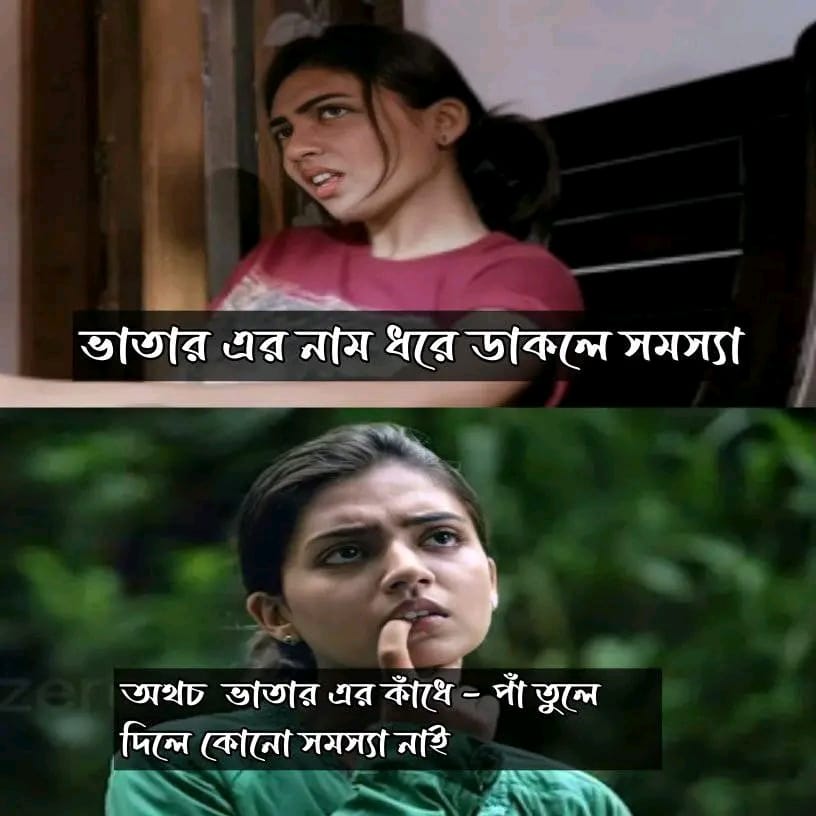 ভাতার এর নাম ধরে ডাকলে সমস্যা
অথচ ভাতার এর কাঁধে - পাঁ তুলে
দিলে কোনো সমস্যা নাই